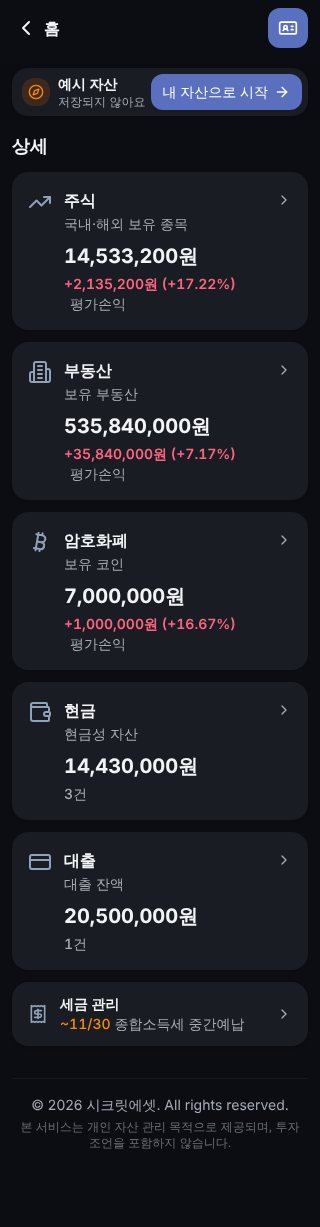 홈
예시 자산
저장되지 않아요
내 자산으로 시작
상세
주식
국내·해외 보유 종목
14,533,200원
+2,135,200원 (+17.22%)
평가손익
부동산
보유 부동산
535,840,000원
+35,840,000원 (+7.17%)
평가손익
암호화폐
보유 코인
7,000,000원
+1,000,000원 (+16.67%)
평가손익
현금
현금성 자산
14,430,000원
3건
대출
대출 잔액
20,500,000원
1건
세금 관리
~11/30 종합소득세 중간예납
© 2026 시크릿에셋. All rights reserved.
본 서비스는 개인 자산 관리 목적으로 제공되며, 투자
조언을 포함하지 않습니다.